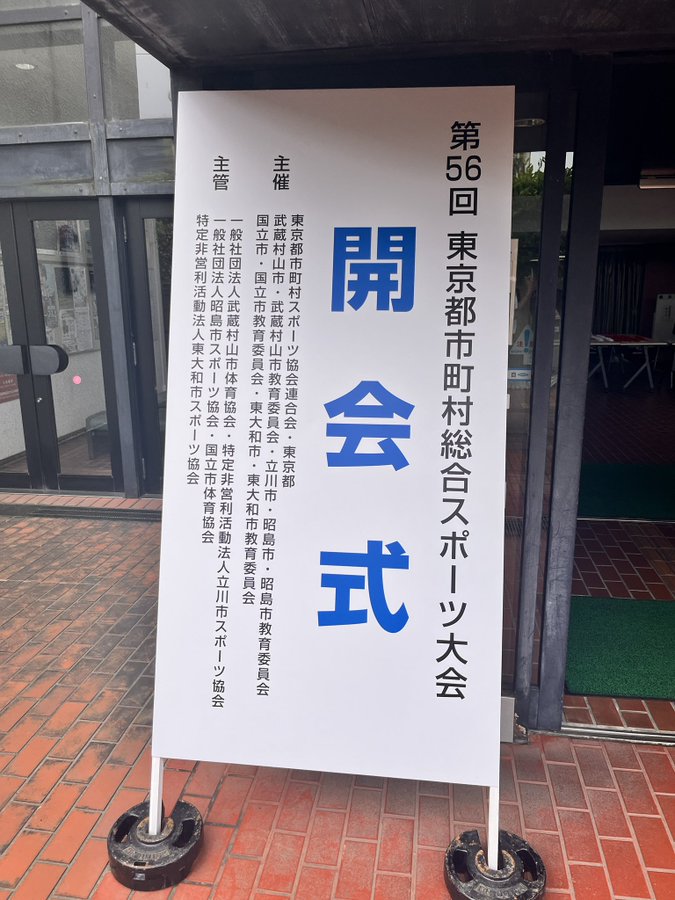 第56回 東京都市町村総合スポーツ大会
開会式
主催
東京都市町村スポーツ協会連合会・東京都
武蔵村山市・武蔵村山市教育委員会・立川市・昭島市・昭島市教育委員会
国立市・国立市教育委員会・東大和市・東大和市教育委員会
主管
一般社団法人武蔵村山市体育協会・特定非営利活動法人立川市スポーツ協会
一般社団法人昭島市スポーツ協会・国立市体育協会
特定非営利活動法人東大和市スポーツ協会